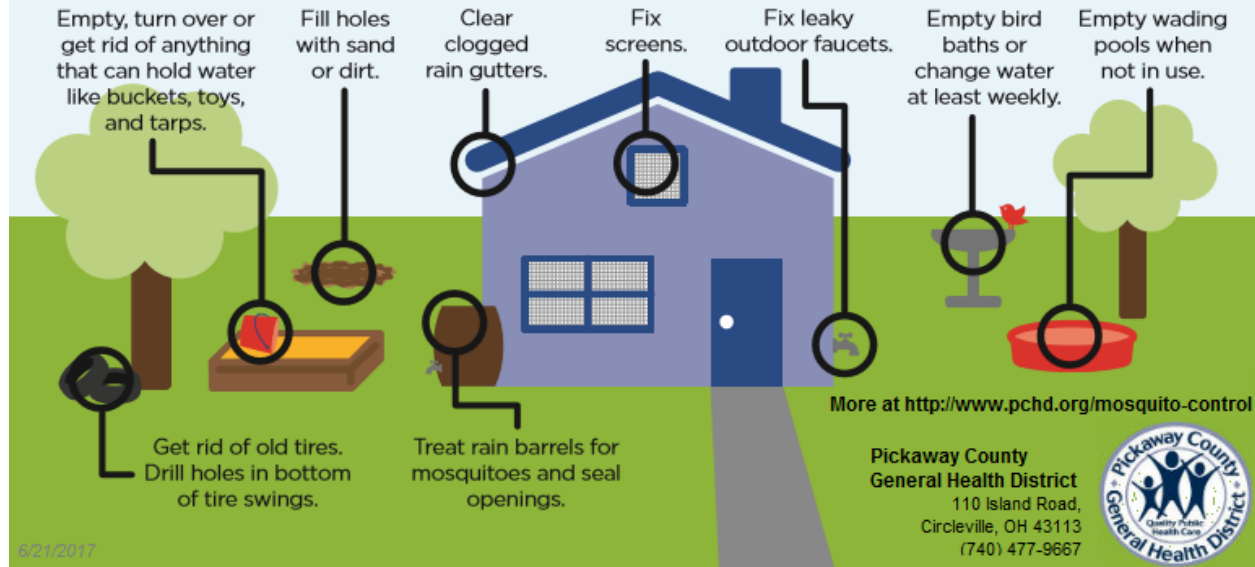 Empty, turn over or
get rid of anything
that can hold water
like buckets, toys,
and tarps.
Fill holes
with sand
or dirt.
Clear
clogged
rain gutters.
Fix
screens.
Fix leaky
outdoor faucets.
Empty bird
baths or
change water
at least weekly.
Empty wading
pools when
not in use.
Get rid of old tires.
Drill holes in bottom
of tire swings.
Treat rain barrels for
mosquitoes and seal
openings.
More at http://www.pchd.org/mosquito-control
Pickaway County
General Health District
110 Island Road,
Circleville, OH 43113
(740) 477-9667
Pickaway County
Quality Public
Health Care
General Health District
6/21/2017